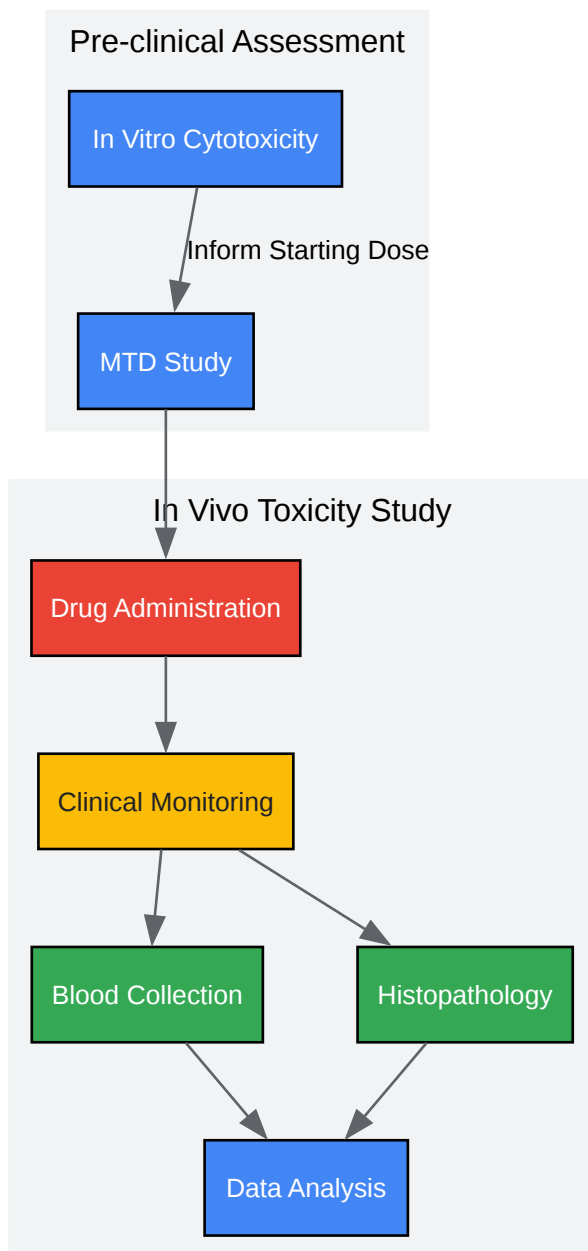 Pre-clinical Assessment
In Vitro Cytotoxicity
Inform Starting Dose
MTD Study
In Vivo Toxicity Study
Drug Administration
Clinical Monitoring
Blood Collection
Histopathology
Data Analysis